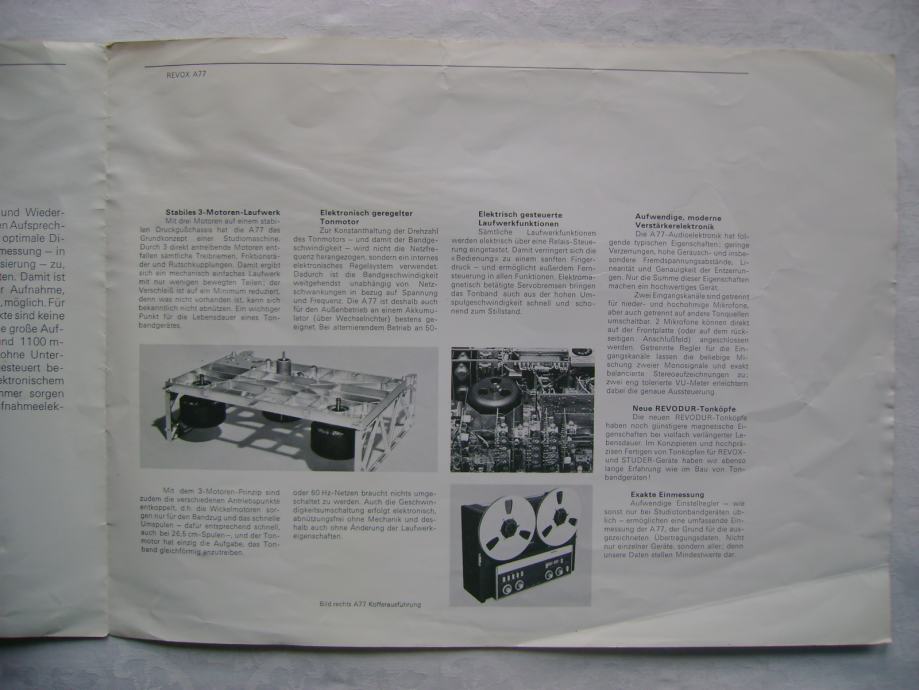 und Wieder-
en Aufsprech-
optimale Di-
messung – in
sierung – zu,
ten. Damit ist
r Aufnahme,
, möglich. Für
kte sind keine
e große Auf-
nd 1100 m-
ohne Unter-
gesteuert be-
ektronischem
mmer sorgen
ufnahmeelek-
REVOX A77
Stabiles 3-Motoren-Laufwerk
Mit drei Motoren auf einem stabi-
len Druckgußchassis hat die A77 das
Grundkonzept einer Studiomaschine.
Durch 3 direkt antreibende Motoren ent-
fallen sämtliche Treibriemen, Friktionsrä-
der und Rutschkupplungen. Damit ergibt
sich ein mechanisch einfaches Laufwerk
mit nur wenigen bewegten Teilen; der
Verschleiß ist auf ein Minimum reduziert,
denn was nicht vorhanden ist, kann sich
bekanntlich nicht abnützen. Ein wichtiger
Punkt für die Lebensdauer eines Ton-
bandgerätes.
Mit dem 3-Motoren-Prinzip sind
zudem die verschiedenen Antriebspunkte
entkoppelt, d.h. die Wickelmotoren sor-
gen nur für den Bandzug und das schnelle
Umspulen – dafür entsprechend schnell,
auch bei 26,5 cm-Spulen –, und der Ton-
motor hat einzig die Aufgabe, das Ton-
band gleichförmig anzutreiben.
Elektronisch geregelter
Tonmotor
Zur Konstanthaltung der Drehzahl
des Tonmotors – und damit der Bandge-
schwindigkeit – wird nicht die Netzfre-
quenz herangezogen, sondern ein internes
elektronisches Regelsystem verwendet.
Dadurch ist die Bandgeschwindigkeit
weitgehendst unabhängig von Netz-
schwankungen in bezug auf Spannung
und Frequenz. Die A77 ist deshalb auch
für den Außenbetrieb an einem Akkumu-
lator (über Wechselrichter) bestens ge-
eignet. Bei alternierendem Betrieb an 50-
oder 60 Hz-Netzen braucht nichts umge-
schaltet zu werden. Auch die Geschwin-
digkeitsumschaltung erfolgt elektronisch,
abnützungsfrei ohne Mechanik und des-
halb auch ohne Änderung der Laufwerk-
eigenschaften.
Bild rechts A77 Kofferausführung
Elektrisch gesteuerte
Laufwerkfunktionen
Sämtliche Laufwerkfunktionen
werden elektrisch über eine Relais-Steue-
rung eingetastet. Damit verringert sich die
«Bedienung» zu einem sanften Finger-
druck – und ermöglicht außerdem Fern-
steuerung in allen Funktionen. Elektroma-
gnetisch betätigte Servobremsen bringen
das Tonband auch aus der hohen Um-
spulgeschwindigkeit schnell und scho-
nend zum Stillstand.
Aufwendige, moderne
Verstärkerelektronik
Die A77-Audioelektronik hat fol-
gende typischen Eigenschaften: geringe
Verzerrungen, hohe Geräusch- und insbe-
sondere Fremdspannungsabstände, Li-
nearität und Genauigkeit der Entzerrun-
gen. Nur die Summe dieser Eigenschaften
machen ein hochwertiges Gerät.
Zwei Eingangskanäle sind getrennt
für nieder- und hochohmige Mikrofone,
aber auch getrennt auf andere Tonquellen
umschaltbar. 2 Mikrofone können direkt
auf der Frontplatte (oder auf dem rück-
seitigen Anschlußfeld) angeschlossen
werden. Getrennte Regler für die Ein-
gangskanäle lassen die beliebige Mi-
schung zweier Monosignale und exakt
balancierte Stereoaufzeichnungen zu;
zwei eng tolerierte VU-Meter erleichtern
dabei die genaue Aussteuerung.
Neue REVODUR-Tonköpfe
Die neuen REVODUR-Tonköpfe
haben noch günstigere magnetische Ei-
genschaften bei vielfach verlängerter Le-
bensdauer. Im Konzipieren und hochprä-
zisen Fertigen von Tonköpfen für REVOX-
und STUDER-Geräte haben wir ebenso
lange Erfahrung wie im Bau von Ton-
bandgeräten!
Exakte Einmessung
Aufwendige Einstellregler – wie
sonst nur bei Studiotonbandgeräten üb-
lich – ermöglichen eine umfassende Ein-
messung der A77, der Grund für die aus-
gezeichneten Übertragungsdaten. Nicht
nur einzelner Geräte, sondern aller; denn
unsere Daten stellen Mindestwerte dar.